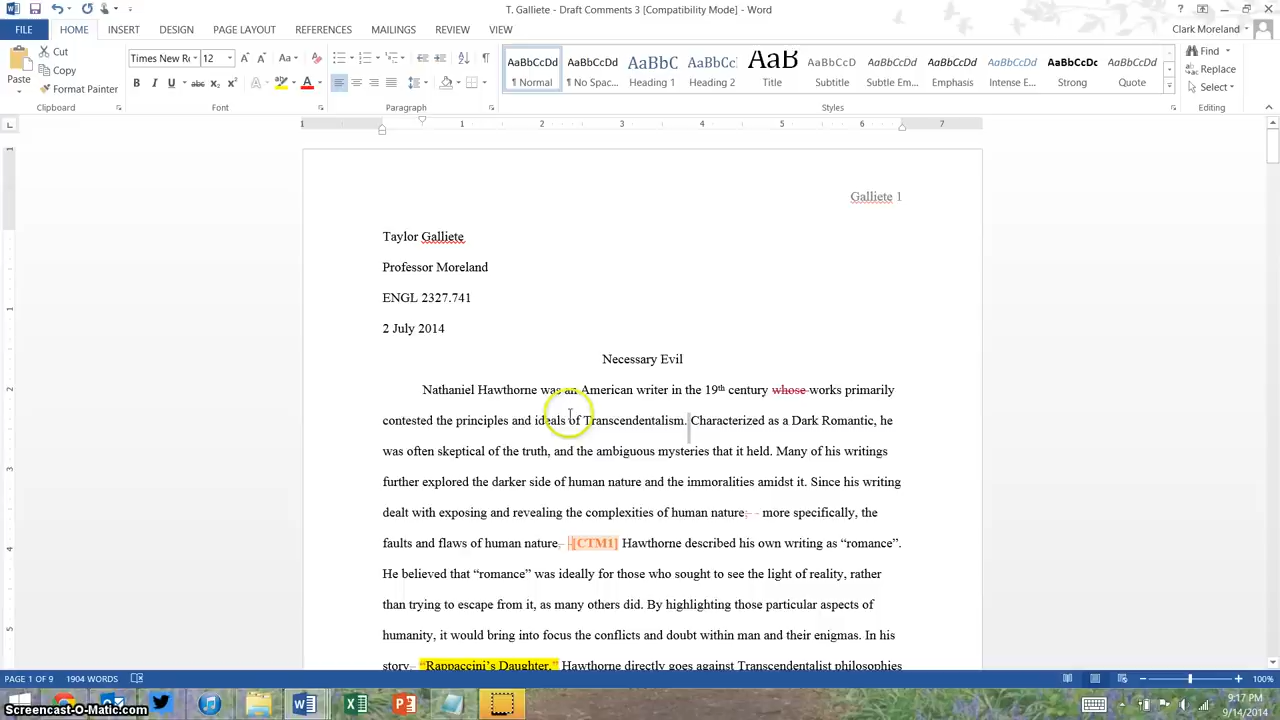 T. Galliete - Draft Comments 3 [Compatibility Mode] - Word
FILE HOME INSERT DESIGN PAGE LAYOUT REFERENCES MAILINGS REVIEW VIEW Clark Moreland
Paste Cut Copy Format Painter
Clipboard
Times New Ro 12 Aa
B I U abc x₂ x² A A
Font
Paragraph
AaBbCcDd AaBbCcDd AaBbC AaBbCc AaB AaBbCcD AaBbCcDd AaBbCcDd AaBbCcDd AaBbCcDc AaBbCcDd
¶ Normal ¶ No Spac... Heading 1 Heading 2 Title Subtitle Subtle Em... Emphasis Intense E... Strong Quote
Styles
Find
Replace
Select
Editing
1 1 2 3 4 5 6 7
Galliete 1
Taylor Galliete
Professor Moreland
ENGL 2327.741
2 July 2014
Necessary Evil
Nathaniel Hawthorne was an American writer in the 19th century whose works primarily
contested the principles and ideals of Transcendentalism. Characterized as a Dark Romantic, he
was often skeptical of the truth, and the ambiguous mysteries that it held. Many of his writings
further explored the darker side of human nature and the immoralities amidst it. Since his writing
dealt with exposing and revealing the complexities of human nature; - more specifically, the
faults and flaws of human nature- [CTM1] Hawthorne described his own writing as “romance”.
He believed that “romance” was ideally for those who sought to see the light of reality, rather
than trying to escape from it, as many others did. By highlighting those particular aspects of
humanity, it would bring into focus the conflicts and doubt within man and their enigmas. In his
story, “Rappaccini’s Daughter,” Hawthorne directly goes against Transcendentalist philosophies
PAGE 1 OF 9 1904 WORDS 100%
Screencast-O-Matic.com
9:17 PM
9/14/2014